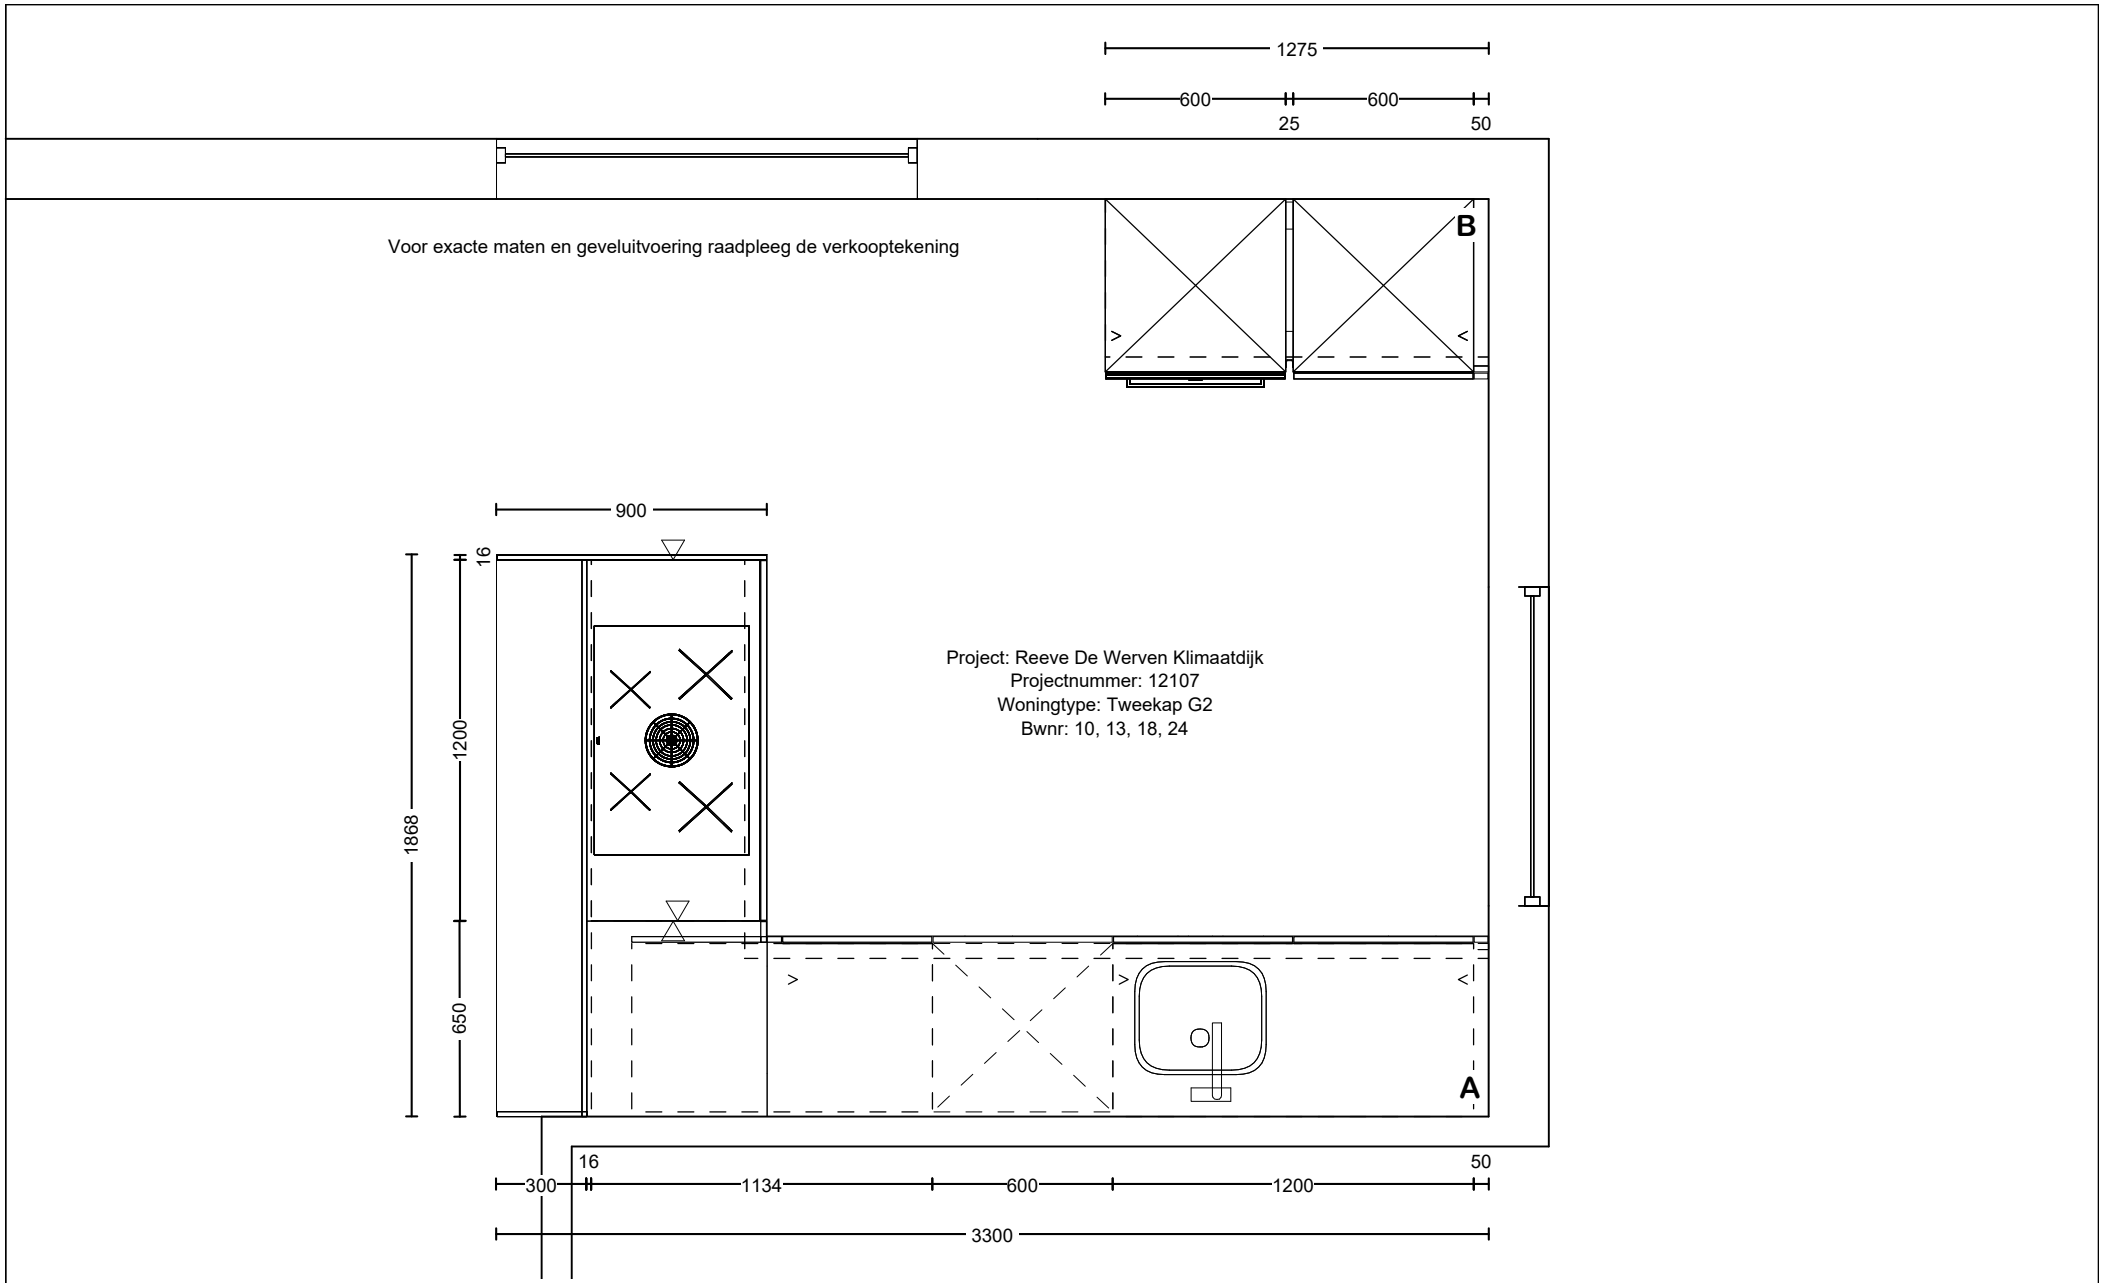 1275
600
600
25
50
B
Voor exacte maten en geveluitvoering raadpleeg de verkooptekening
900
16
Project: Reeve De Werven Klimaatdijk
Projectnummer: 12107
Woningtype: Tweekap G2
Bwnr: 10, 13, 18, 24
1200
1868
650
A
16
50
300
1134
600
1200
3300